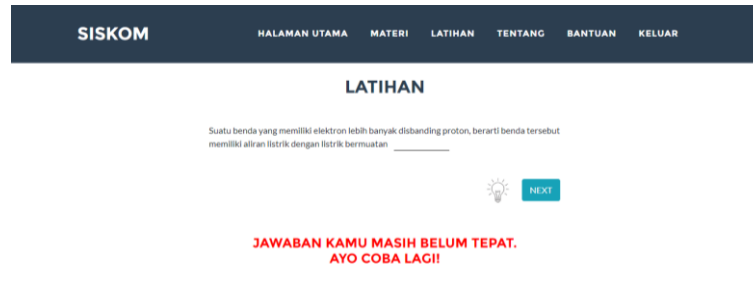 SISKOM
HALAMAN UTAMA MATERI LATIHAN TENTANG BANTUAN KELUAR
LATIHAN
Suatu benda yang memiliki elektron lebih banyak disbanding proton, berarti benda tersebut
memiliki aliran listrik dengan listrik bermuatan __________
NEXT
JAWABAN KAMU MASIH BELUM TEPAT.
AYO COBA LAGI!